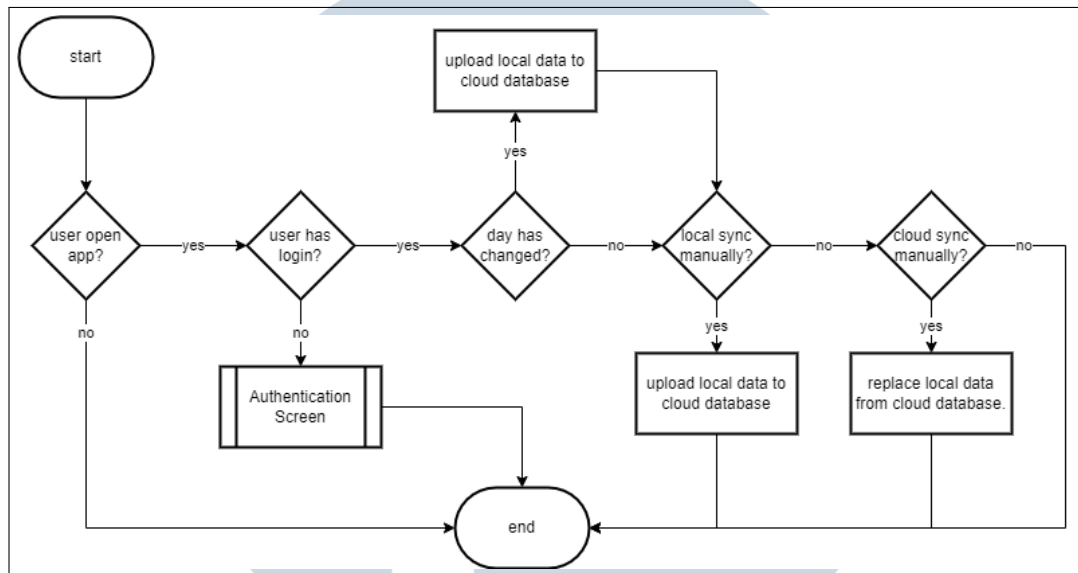 start
upload local data to
cloud database
yes
user open
app?
yes
user has
login?
yes
day has
changed?
no
local sync
manually?
no
cloud sync
manually?
no
no
no
yes
yes
Authentication
Screen
upload local data to
cloud database
replace local data
from cloud database.
end